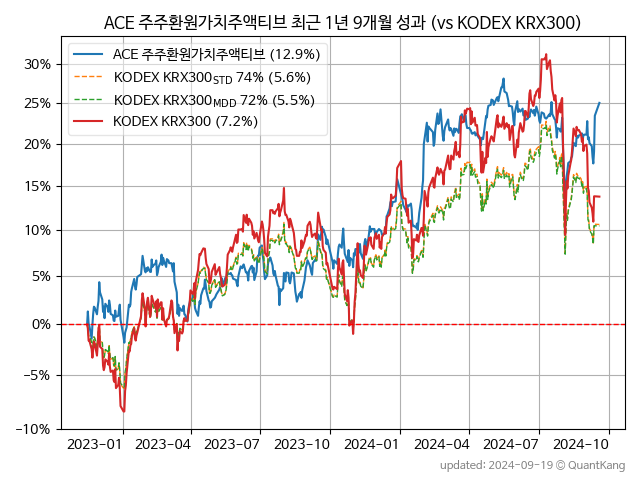 ACE 주주환원가치주액티브 최근 1년 9개월 성과 (vs KODEX KRX300)
ACE 주주환원가치주액티브 (12.9%)
KODEX KRX300STD 74% (5.6%)
KODEX KRX300MDD 72% (5.5%)
KODEX KRX300 (7.2%)
30%
25%
20%
15%
10%
5%
0%
−5%
−10%
2023−01 2023−04 2023−07 2023−10 2024−01 2024−04 2024−07 2024−10
updated: 2024-09-19 © QuantKang